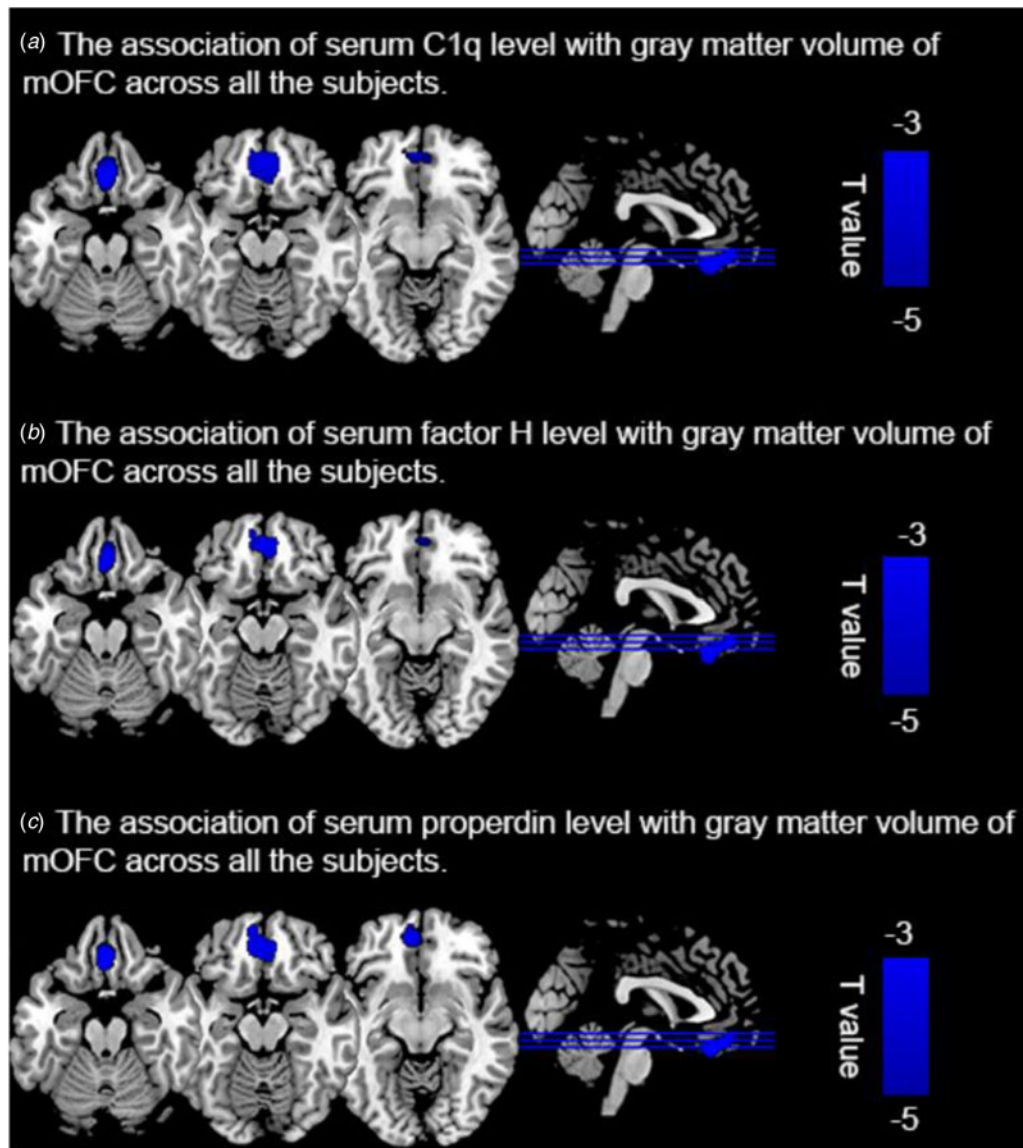 (a) The association of serum C1q level with gray matter volume of
mOFC across all the subjects.
-3
T value
-5
(b) The association of serum factor H level with gray matter volume of
mOFC across all the subjects.
-3
T value
-5
(c) The association of serum properdin level with gray matter volume of
mOFC across all the subjects.
-3
T value
-5